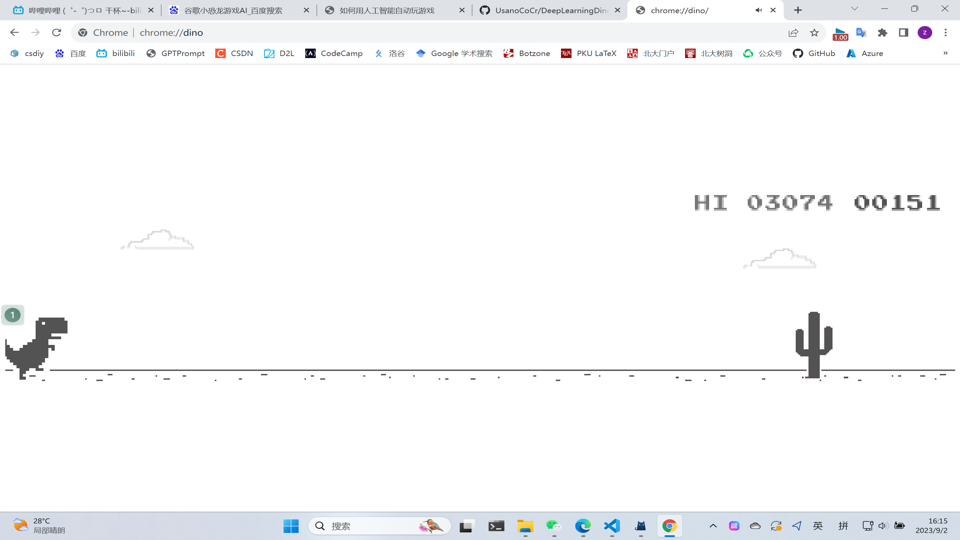 哔哩哔哩 (゜-゜)つロ 干杯~-bili
谷歌小恐龙游戏AI_百度搜索
如何用人工智能自动玩游戏
UsanoCoCr/DeepLearningDin
chrome://dino/
Chrome | chrome://dino
1.00
z
csdiy
百度
bilibili
GPTPrompt
CSDN
D2L
CodeCamp
洛谷
Google 学术搜索
Botzone
PKU LaTeX
北大门户
北大树洞
公众号
GitHub
Azure
»
HI 03074 00151
1
28°C
局部晴朗
搜索
英
拼
16:15
2023/9/2